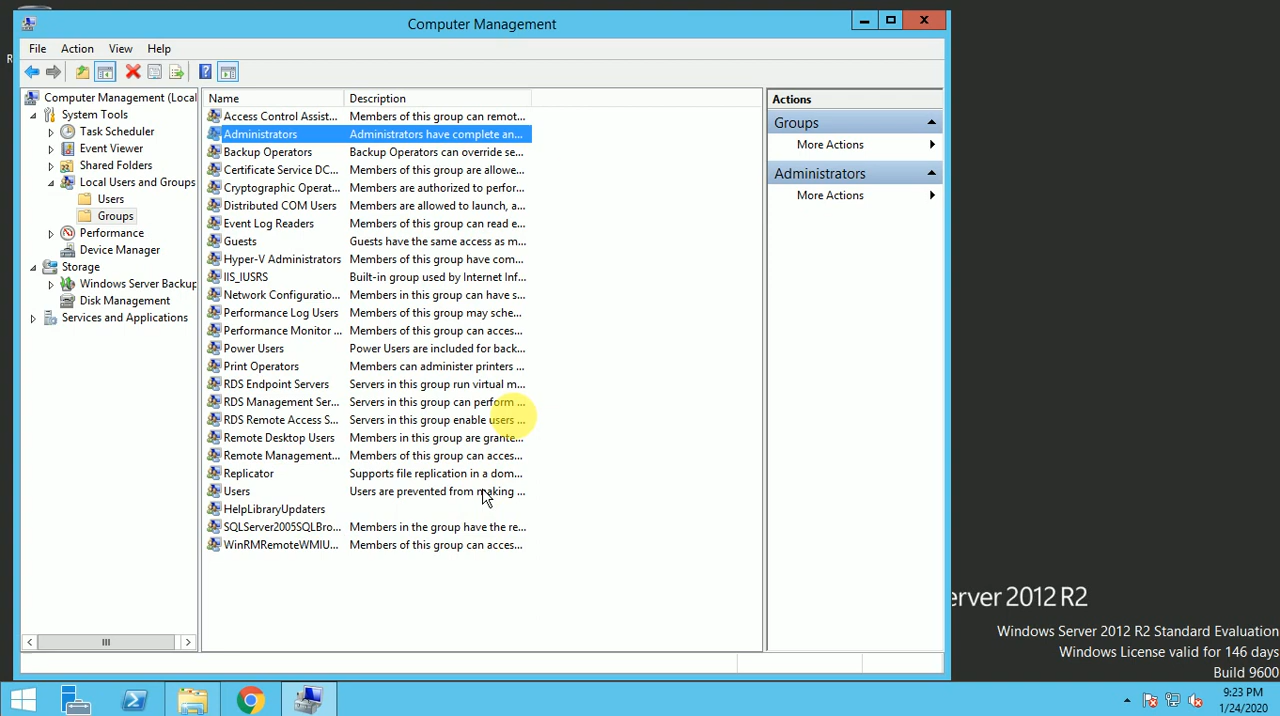 Computer Management
File Action View Help
Computer Management (Local
System Tools
Task Scheduler
Event Viewer
Shared Folders
Local Users and Groups
Users
Groups
Performance
Device Manager
Storage
Windows Server Backup
Disk Management
Services and Applications
Name Description
Access Control Assist... Members of this group can remot...
Administrators Administrators have complete an...
Backup Operators Backup Operators can override se...
Certificate Service DC... Members of this group are allowe...
Cryptographic Operat... Members are authorized to perfor...
Distributed COM Users Members are allowed to launch, a...
Event Log Readers Members of this group can read e...
Guests Guests have the same access as m...
Hyper-V Administrators Members of this group have com...
IIS_IUSRS Built-in group used by Internet Inf...
Network Configuratio... Members in this group can have s...
Performance Log Users Members of this group may sche...
Performance Monitor ... Members of this group can acces...
Power Users Power Users are included for back...
Print Operators Members can administer printers ...
RDS Endpoint Servers Servers in this group run virtual m...
RDS Management Ser... Servers in this group can perform ...
RDS Remote Access S... Servers in this group enable users ...
Remote Desktop Users Members in this group are grante...
Remote Management... Members of this group can acces...
Replicator Supports file replication in a dom...
Users Users are prevented from making ...
HelpLibraryUpdaters
SQLServer2005SQLBro... Members in the group have the re...
WinRMRemoteWMIU... Members of this group can acces...
Actions
Groups
More Actions
Administrators
More Actions
erver 2012 R2
Windows Server 2012 R2 Standard Evaluation
Windows License valid for 146 days
Build 9600
9:23 PM
1/24/2020